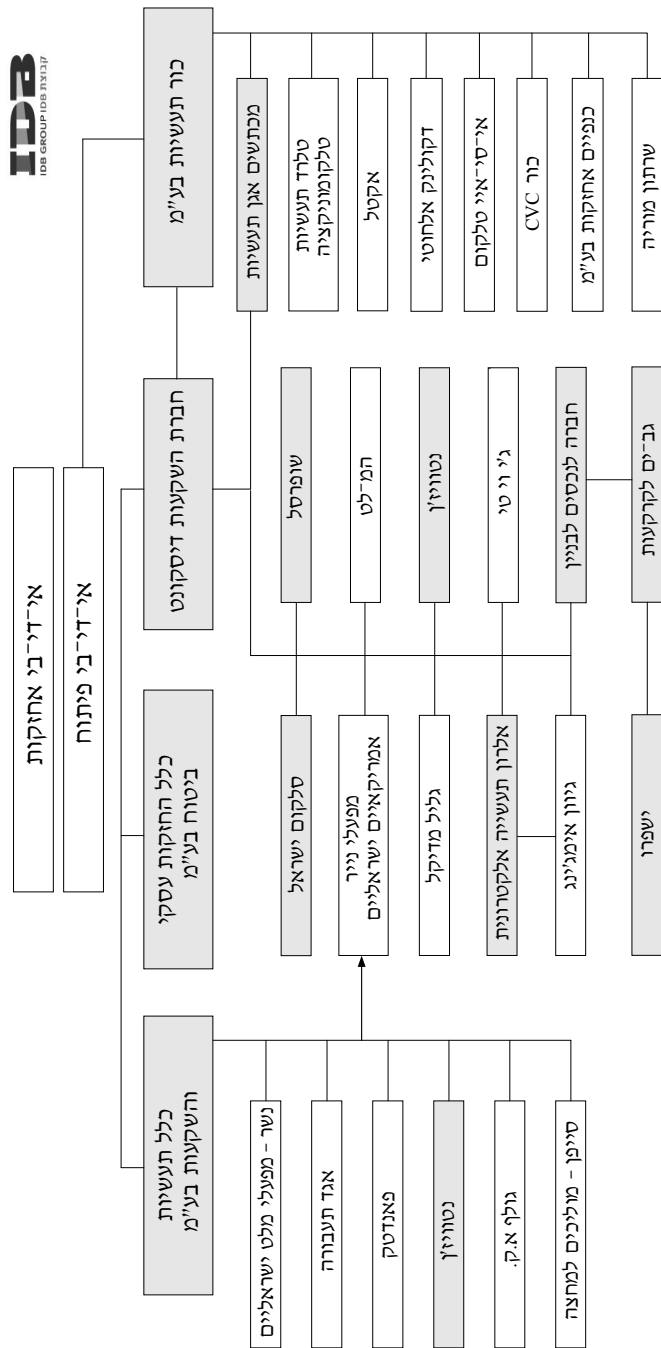 IDB
קבוצת IDB GROUP IDB
אי־די־בי אחזקות
אי־די־בי פיתוח
כור תעשיות בע"מ
חברת השקעות דיסקונט
כלל החזקות עסקי
ביטוח בע"מ
כלל תעשיות
והשקעות בע"מ
מכתשים אגן תעשיות
טלרד תעשיות
טלקומוניקציה
אקטל
דקולינק אלחוטי
אי־סי־איי טלקום
כור CVC
כנפיים אחזקות בע"מ
שרתון מוריה
שופרסל
המ־לט
נטוויז'ן
ג'י וי טי
חברה לנכסים לבניין
גב־ים לקרקעות
סלקום ישראל
מפעלי נייר
אמריקאיים ישראליים
גליל מדיקל
אלרון תעשייה אלקטרונית
גיוון אימג'ינג
ישפרו
נשר – מפעלי מלט ישראליים
אגד תעבורה
פאנדטק
נטוויז'ן
גולף א.ק.
סייפן – מוליכים למחצה